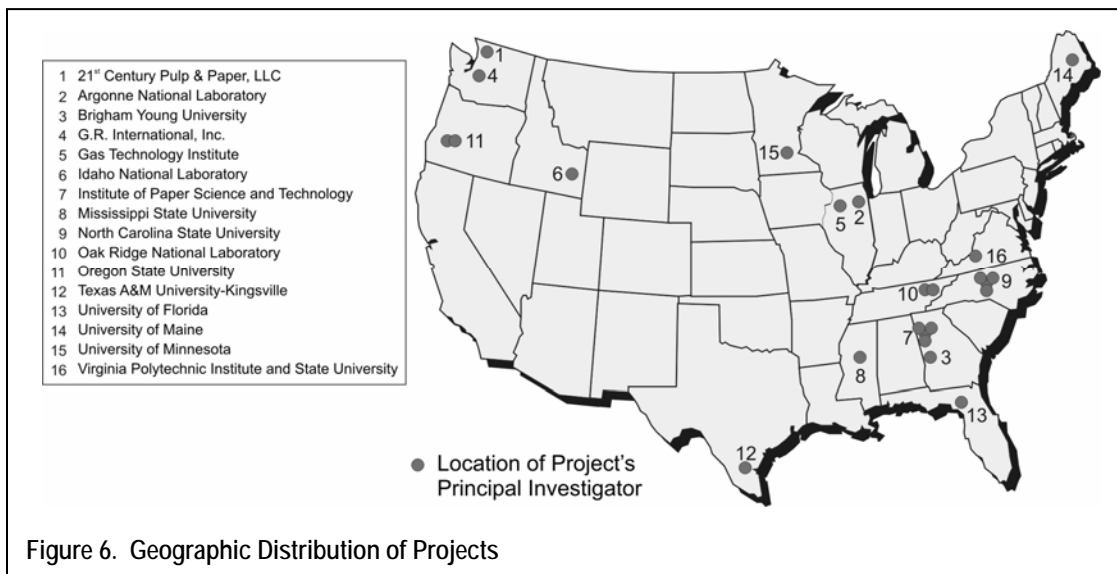 1 21st Century Pulp & Paper, LLC
2 Argonne National Laboratory
3 Brigham Young University
4 G.R. International, Inc.
5 Gas Technology Institute
6 Idaho National Laboratory
7 Institute of Paper Science and Technology
8 Mississippi State University
9 North Carolina State University
10 Oak Ridge National Laboratory
11 Oregon State University
12 Texas A&M University-Kingsville
13 University of Florida
14 University of Maine
15 University of Minnesota
16 Virginia Polytechnic Institute and State University
1
4
14
11
15
6
5
2
16
10
9
7
8
3
13
12
Location of Project's
Principal Investigator
Figure 6. Geographic Distribution of Projects